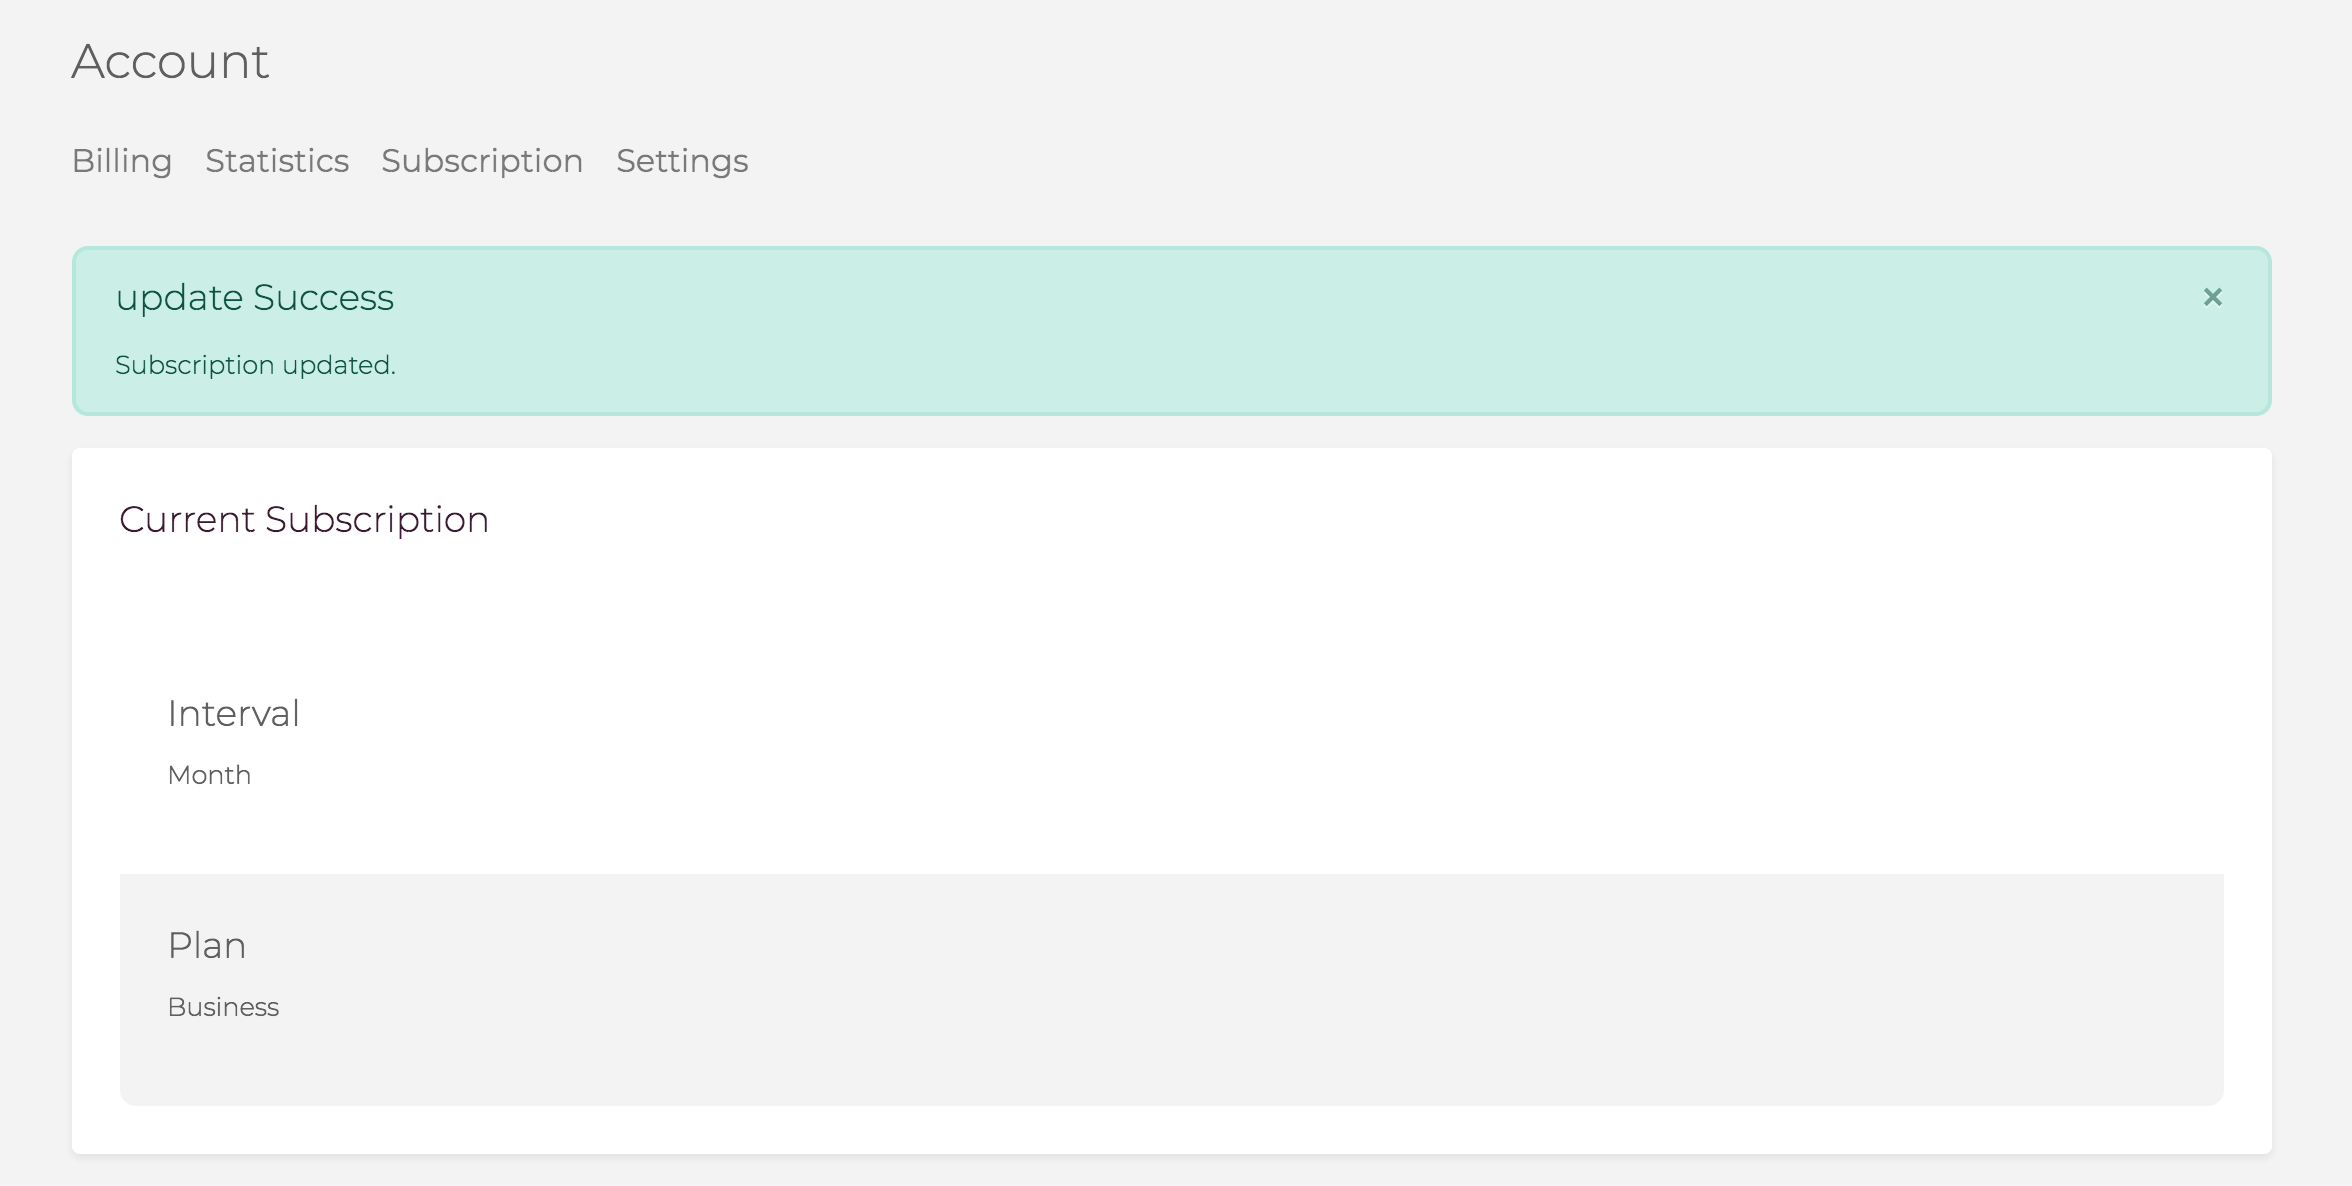 Account
Billing Statistics Subscription Settings
update Success ×
Subscription updated.
Current Subscription
Interval
Month
Plan
Business